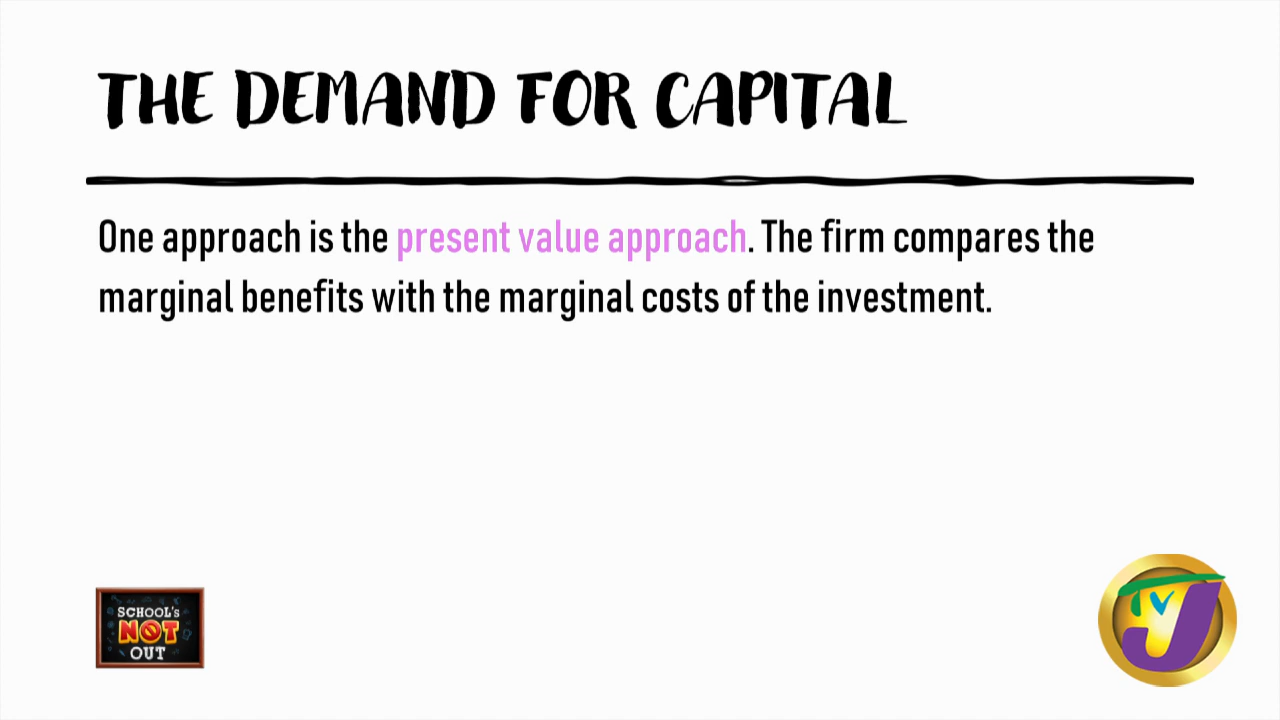 THE DEMAND FOR CAPITAL
One approach is the present value approach. The firm compares the
marginal benefits with the marginal costs of the investment.
SCHOOL's
NOT
OUT
TVJ